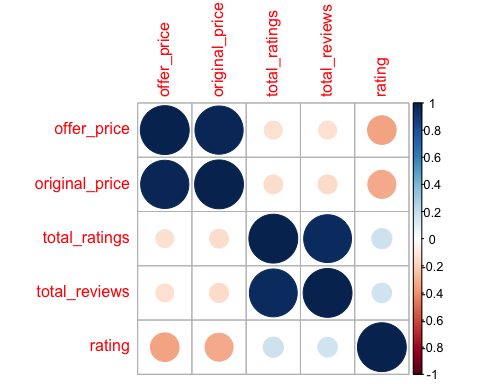 offer_price
original_price
total_ratings
total_reviews
rating
offer_price
original_price
total_ratings
total_reviews
rating
1
0.8
0.6
0.4
0.2
0
-0.2
-0.4
-0.6
-0.8
-1